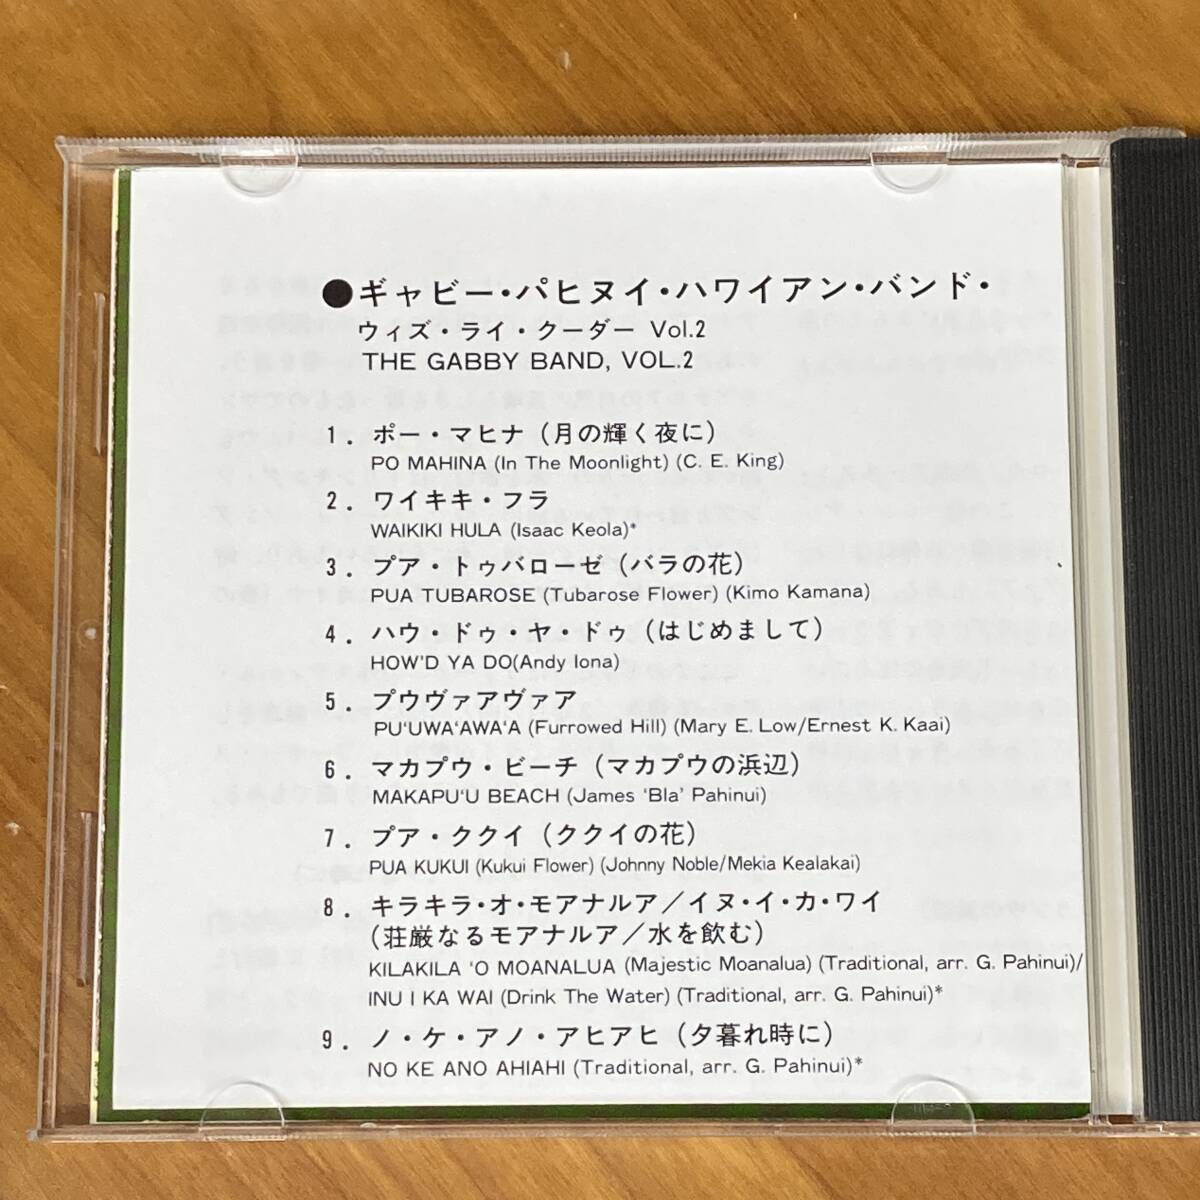 ●ギャビー・パヒヌイ・ハワイアン・バンド・
ウィズ・ライ・クーダー Vol.2
THE GABBY BAND, VOL.2
1. ポー・マヒナ（月の輝く夜に）
PO MAHINA (In The Moonlight) (C. E. King)
2. ワイキキ・フラ
WAIKIKI HULA (Isaac Keola)*
3. プア・トゥバローゼ（バラの花）
PUA TUBAROSE (Tubarose Flower) (Kimo Kamana)
4. ハウ・ドゥ・ヤ・ドゥ（はじめまして）
HOW'D YA DO(Andy Iona)
5. プウヴァアヴァア
PU'UWA‘AWA‘A (Furrowed Hill) (Mary E. Low/Ernest K. Kaai)
6. マカプウ・ビーチ（マカプウの浜辺）
MAKAPU‘U BEACH (James ‘Bla’ Pahinui)
7. プア・ククイ（ククイの花）
PUA KUKUI (Kukui Flower) (Johnny Noble/Mekia Kealakai)
8. キラキラ・オ・モアナルア／イヌ・イ・カ・ワイ
（荘厳なるモアナルア／水を飲む）
KILAKILA ‘O MOANALUA (Majestic Moanalua) (Traditional, arr. G. Pahinui)/
INU I KA WAI (Drink The Water) (Traditional, arr. G. Pahinui)*
9. ノ・ケ・アノ・アヒアヒ（夕暮れ時に）
NO KE ANO AHIAHI (Traditional, arr. G. Pahinui)*